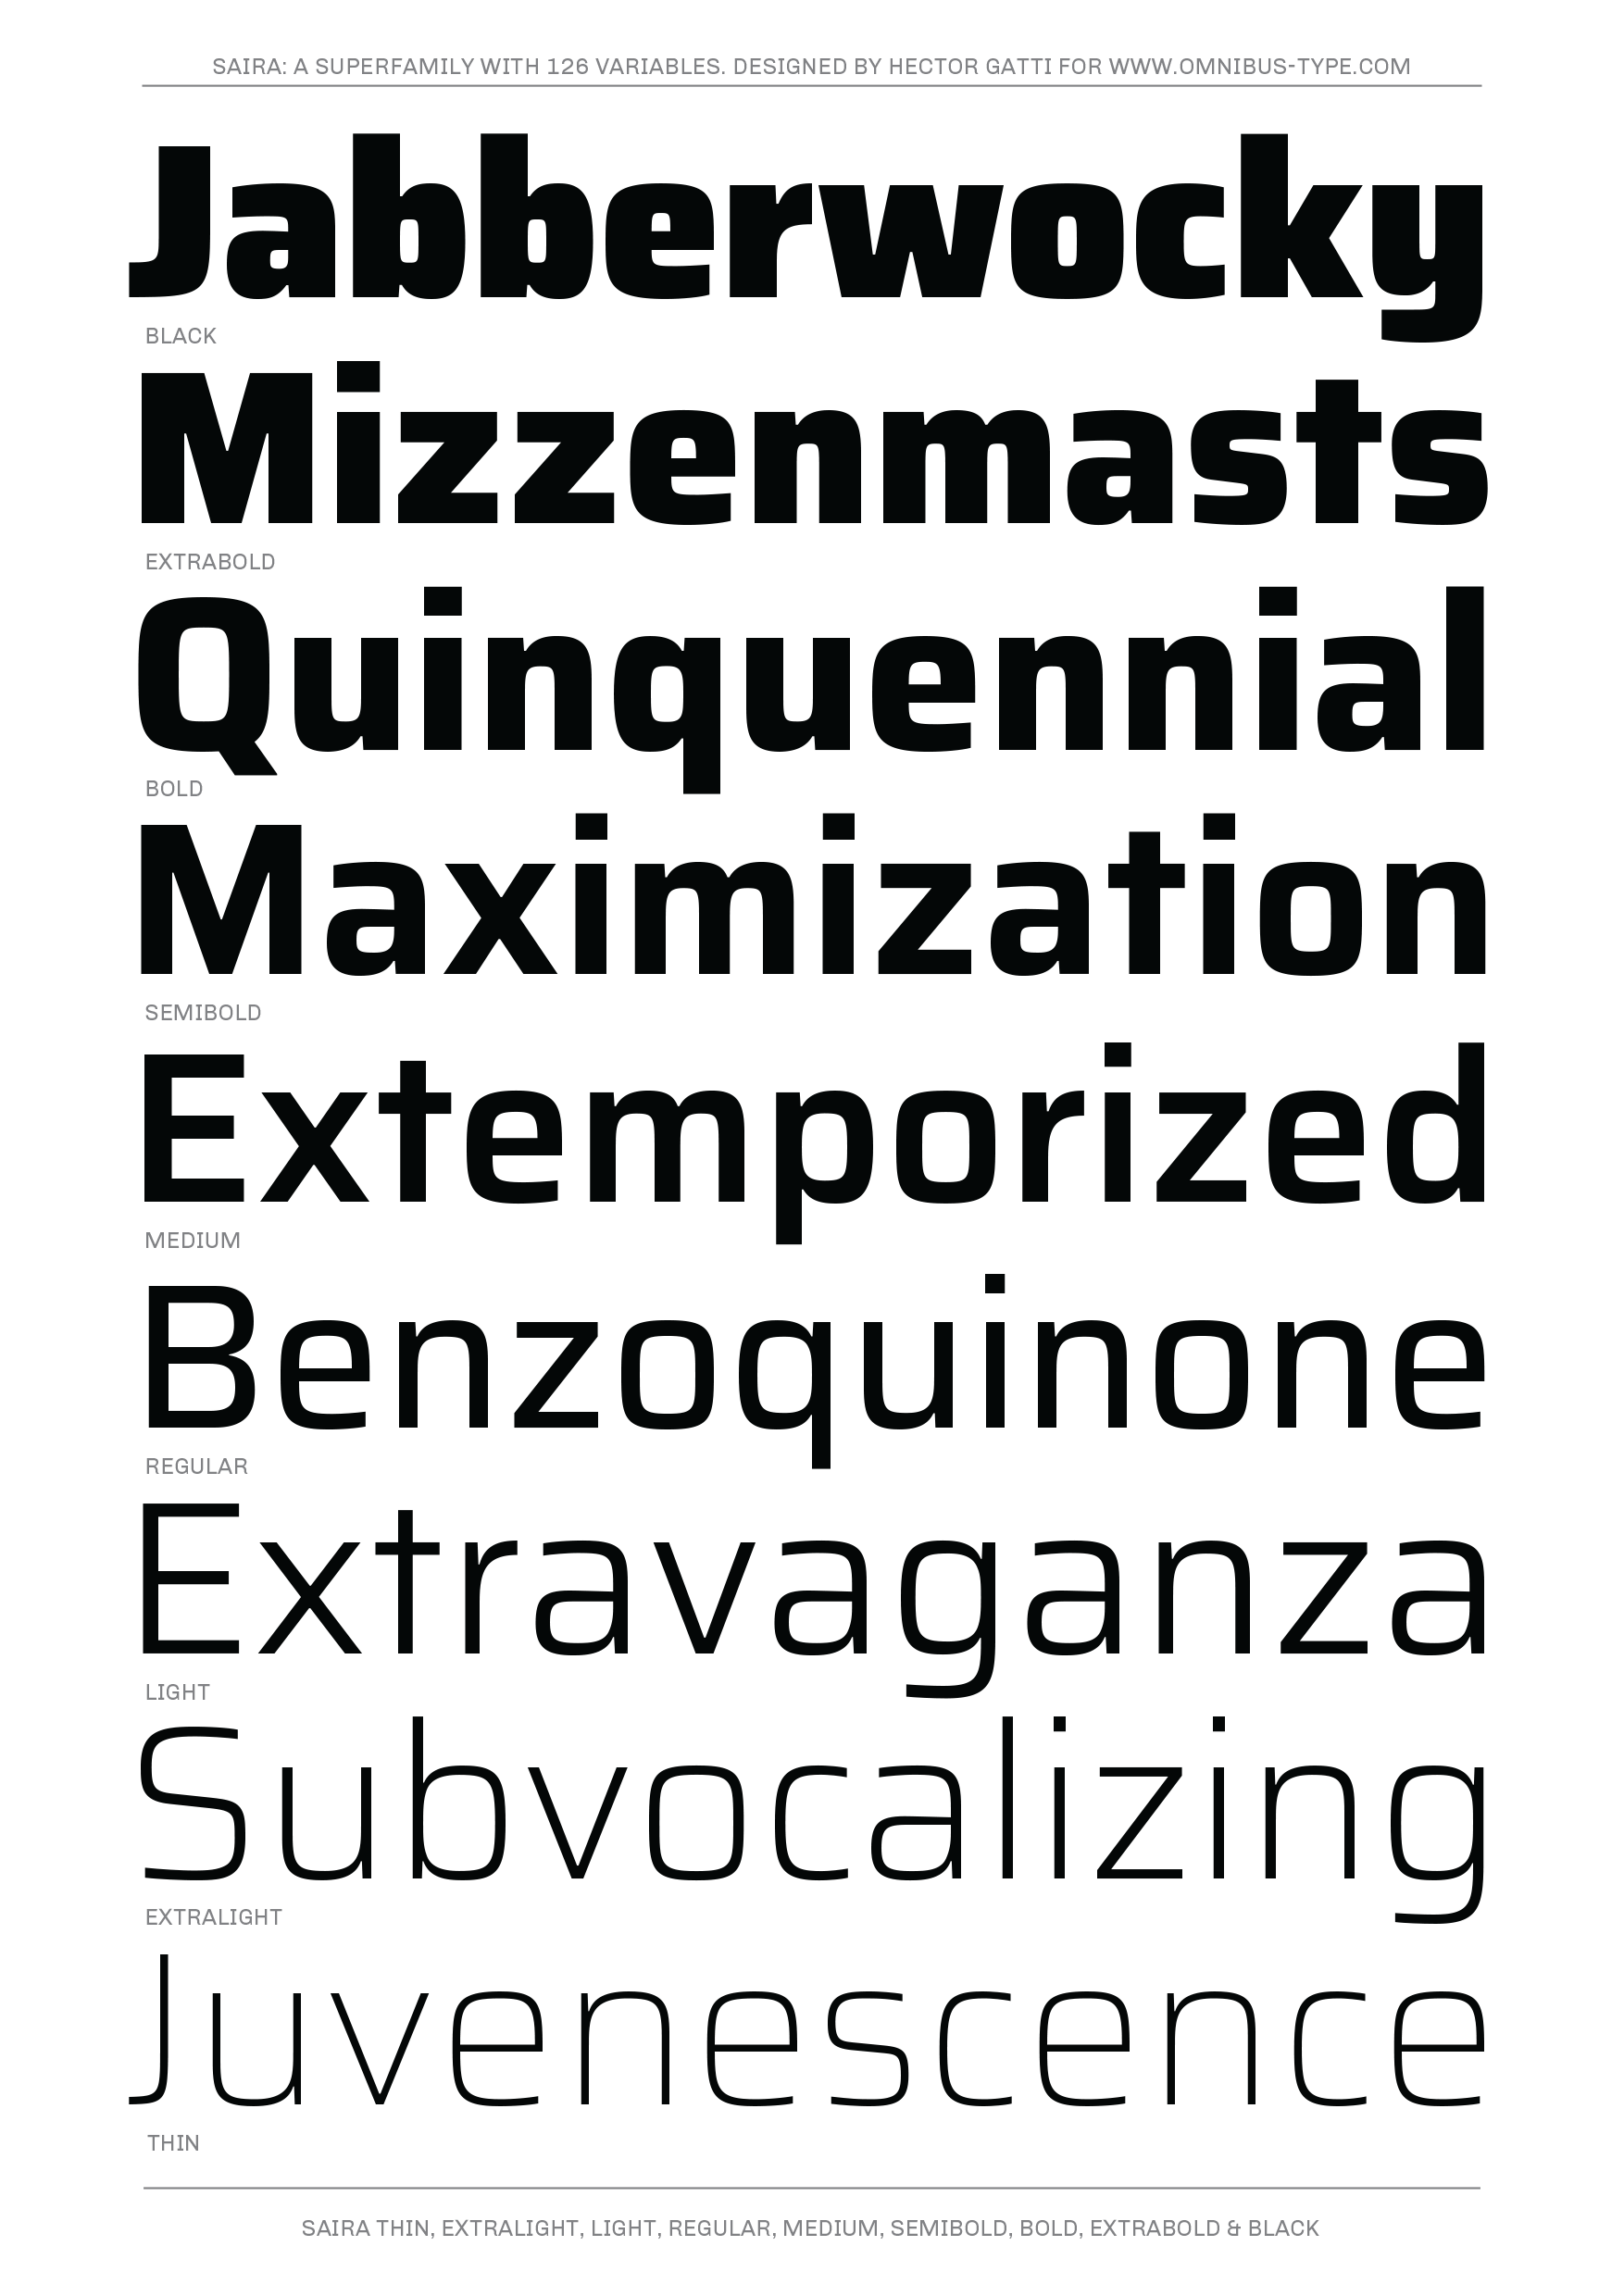 SAIRA: A SUPERFAMILY WITH 126 VARIABLES. DESIGNED BY HECTOR GATTI FOR WWW.OMNIBUS-TYPE.COM
Jabberwocky
BLACK
Mizzenmasts
EXTRABOLD
Quinquennial
BOLD
Maximization
SEMIBOLD
Extemporized
MEDIUM
Benzoquinone
REGULAR
Extravaganza
LIGHT
Subvocalizing
EXTRALIGHT
Juvenescence
THIN
SAIRA THIN, EXTRALIGHT, LIGHT, REGULAR, MEDIUM, SEMIBOLD, BOLD, EXTRABOLD & BLACK